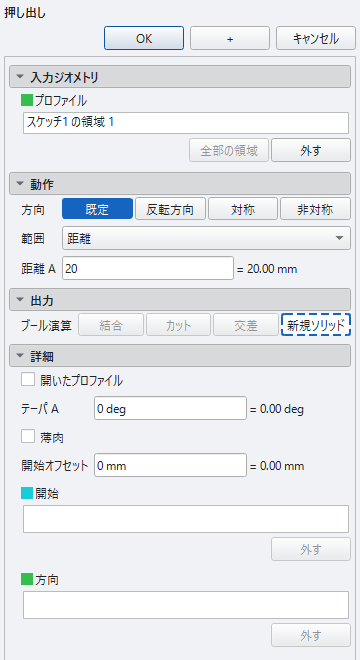 押し出し
OK + キャンセル
入力ジオメトリ
プロファイル
スケッチ1 の領域 1
全部の領域 外す
動作
方向 既定 反転方向 対称 非対称
範囲 距離
距離 A 20 = 20.00 mm
出力
ブール演算 結合 カット 交差 新規ソリッド
詳細
開いたプロファイル
テーパ A 0 deg = 0.00 deg
薄肉
開始オフセット 0 mm = 0.00 mm
開始
外す
方向
外す